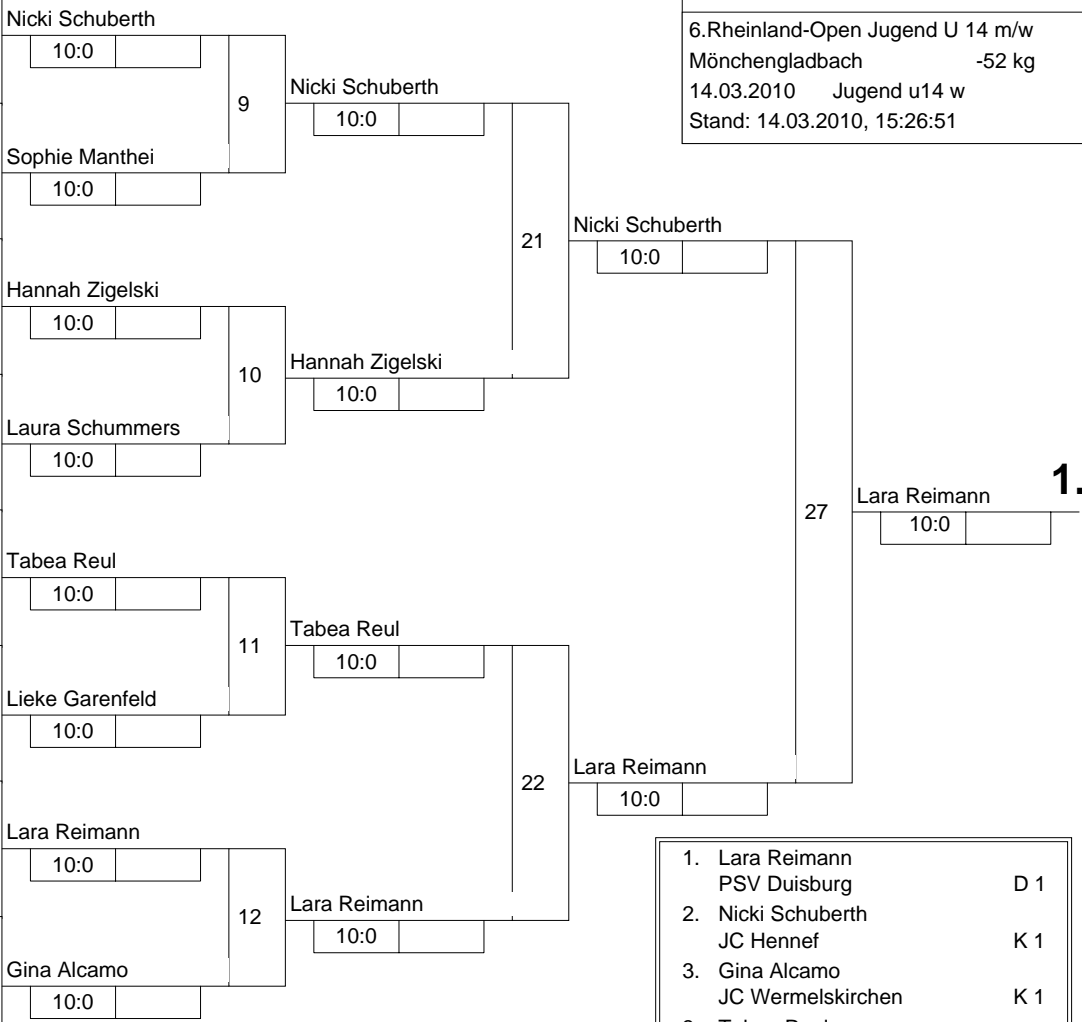 Nicki Schuberth
10:0
9
Sophie Manthei
10:0
Hannah Zigelski
10:0
10
Laura Schummers
10:0
Tabea Reul
10:0
11
Lieke Garenfeld
10:0
Lara Reimann
10:0
12
Gina Alcamo
10:0
Nicki Schuberth
10:0
21
Hannah Zigelski
10:0
Tabea Reul
10:0
22
Lara Reimann
10:0
Nicki Schuberth
10:0
27
Lara Reimann
10:0
Lara Reimann 1.
10:0
6.Rheinland-Open Jugend U 14 m/w
Mönchengladbach -52 kg
14.03.2010 Jugend u14 w
Stand: 14.03.2010, 15:26:51
1. Lara Reimann
PSV Duisburg D 1
2. Nicki Schuberth
JC Hennef K 1
3. Gina Alcamo
JC Wermelskirchen K 1